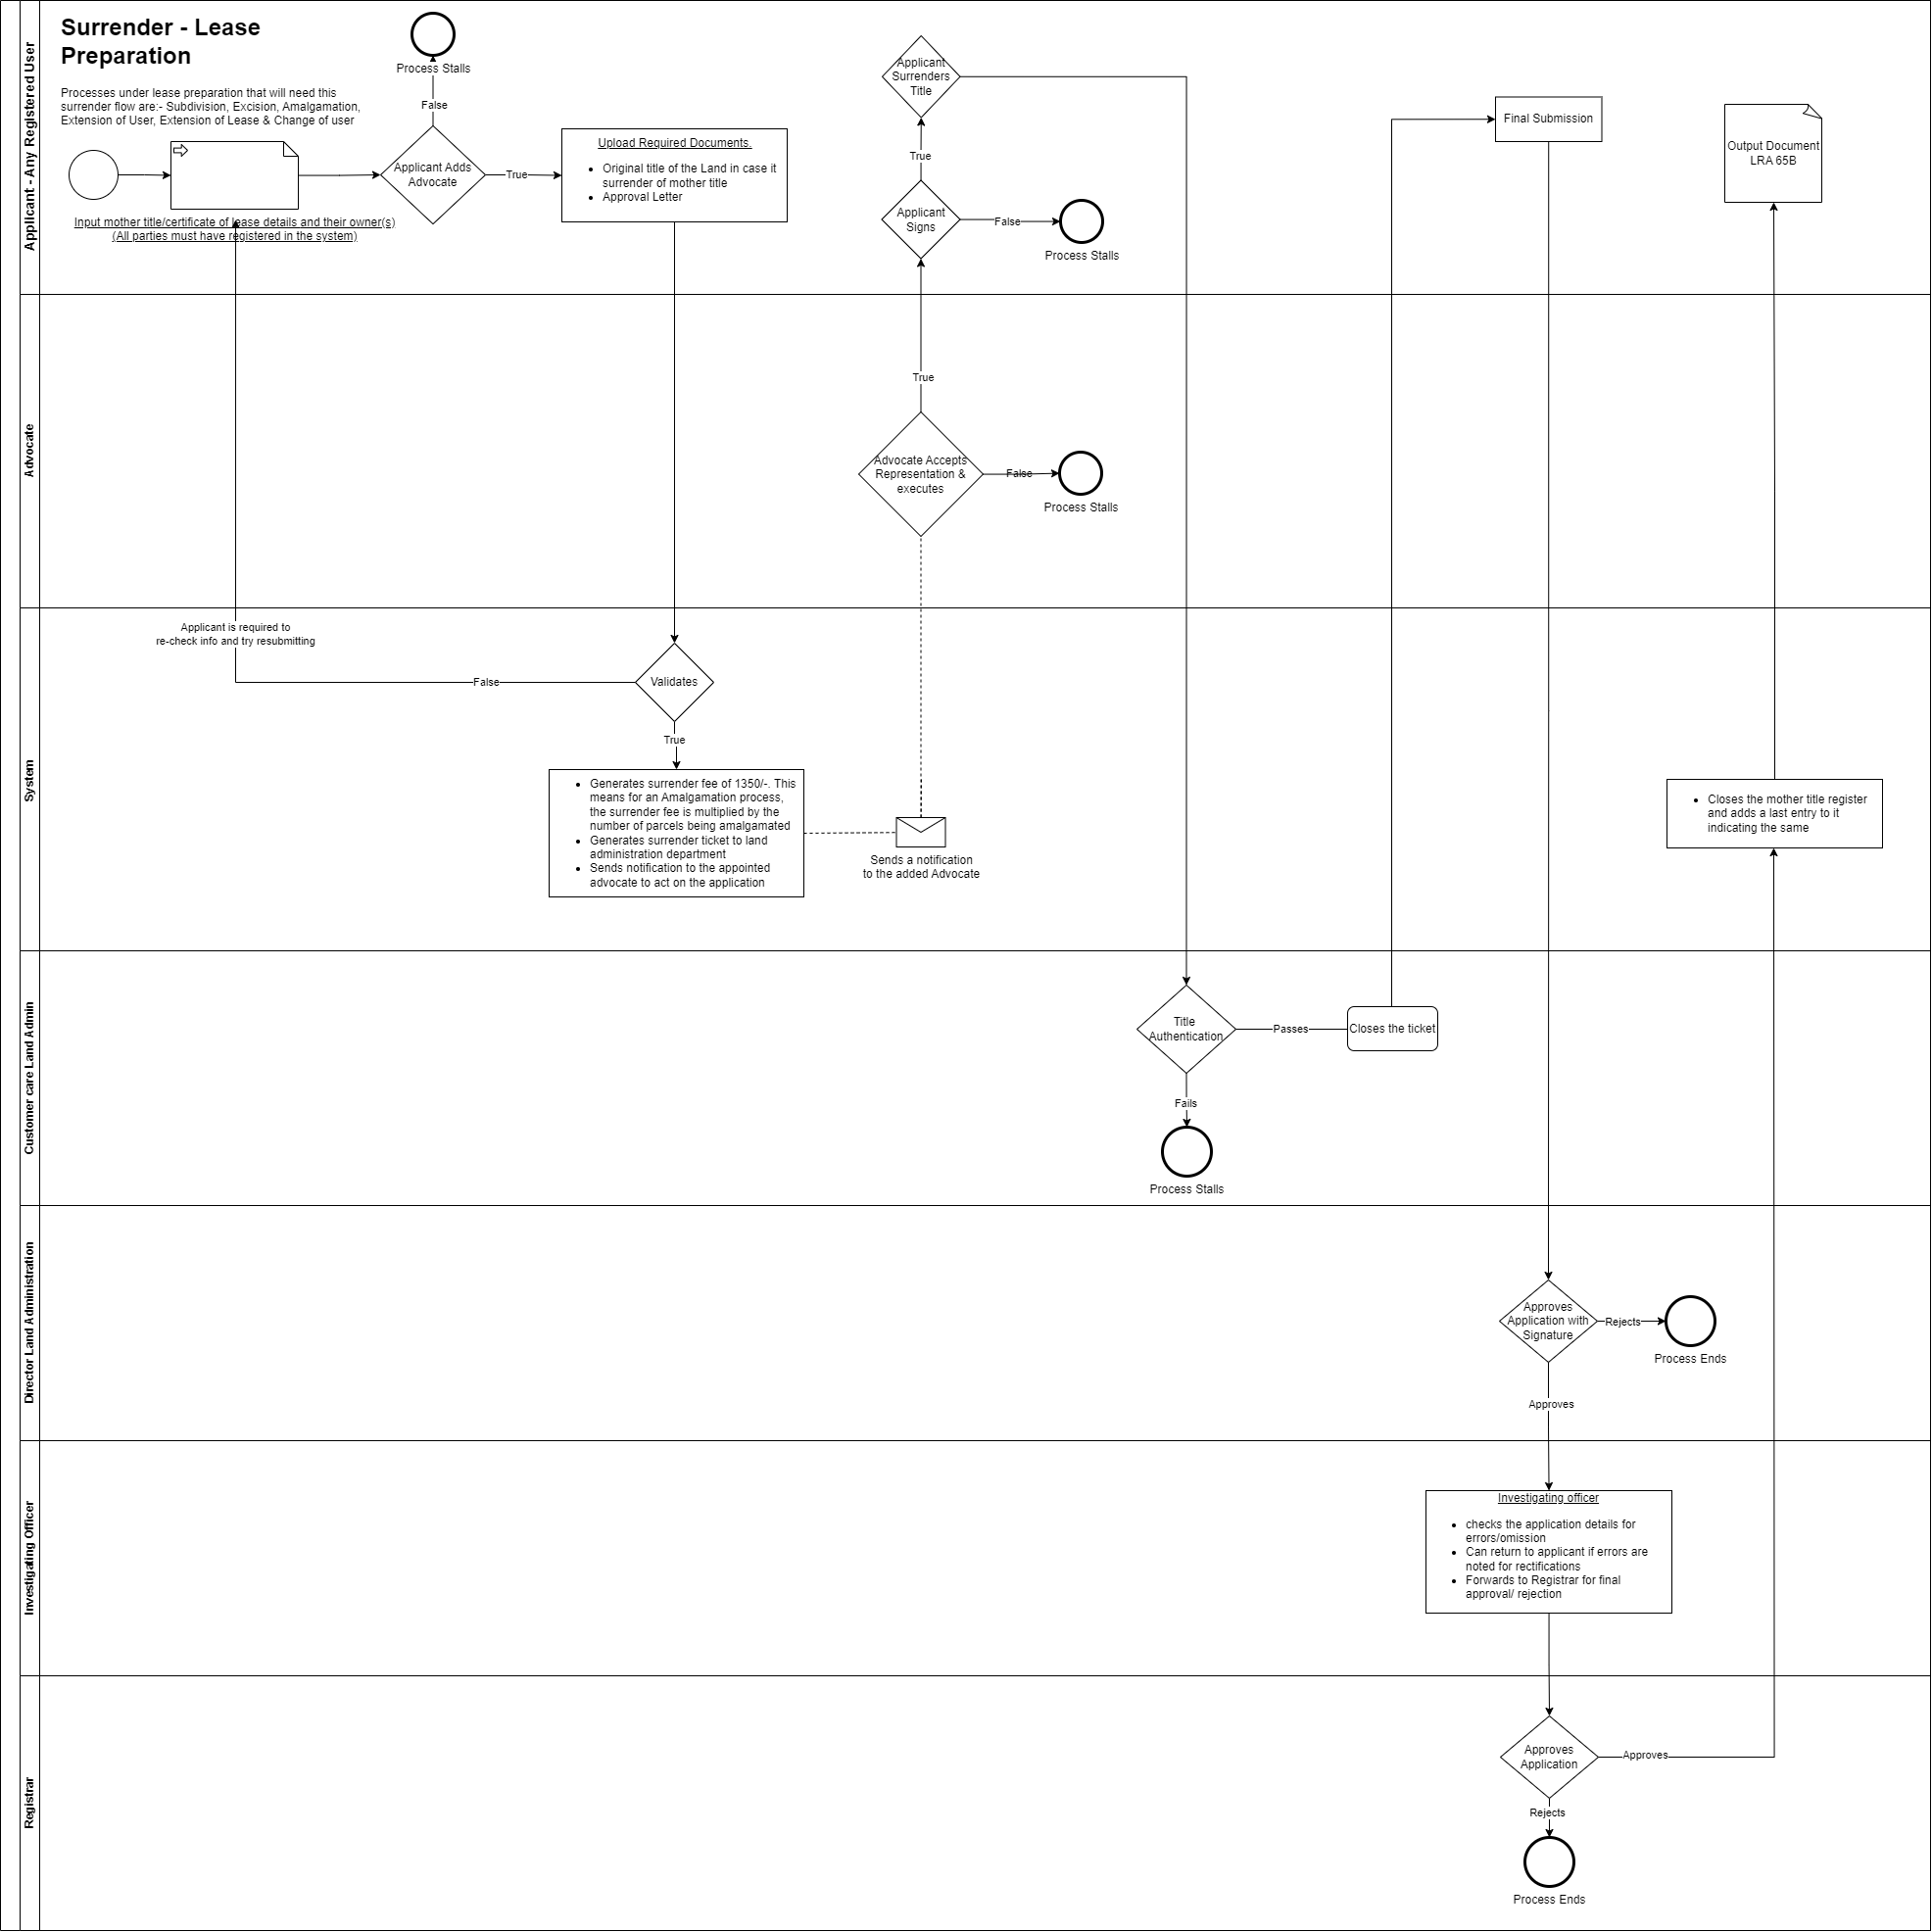 Surrender - Lease
Preparation
Processes under lease preparation that will need this
surrender flow are:- Subdivision, Excision, Amalgamation,
Extension of User, Extension of Lease & Change of user
Applicant - Any Registered User
Input mother title/certificate of lease details and their owner(s)
(All parties must have registered in the system)
Process Stalls
False
Applicant Adds
Advocate
True
Upload Required Documents.
• Original title of the Land in case it
surrender of mother title
• Approval Letter
Applicant
Surrenders
Title
True
Applicant
Signs
False
Process Stalls
Final Submission
Output Document
LRA 65B
Advocate
True
Advocate Accepts
Representation &
executes
False
Process Stalls
System
Applicant is required to
re-check info and try resubmitting
False
Validates
True
• Generates surrender fee of 1350/-. This
means for an Amalgamation process,
the surrender fee is multiplied by the
number of parcels being amalgamated
• Generates surrender ticket to land
administration department
• Sends notification to the appointed
advocate to act on the application
Sends a notification
to the added Advocate
• Closes the mother title register
and adds a last entry to it
indicating the same
Customer care Land Admin
Title
Authentication
Passes
Closes the ticket
Fails
Process Stalls
Director Land Administration
Approves
Application with
Signature
Rejects
Process Ends
Approves
Investigating Officer
Investigating officer
• checks the application details for
errors/omission
• Can return to applicant if errors are
noted for rectifications
• Forwards to Registrar for final
approval/ rejection
Registrar
Approves
Application
Approves
Rejects
Process Ends